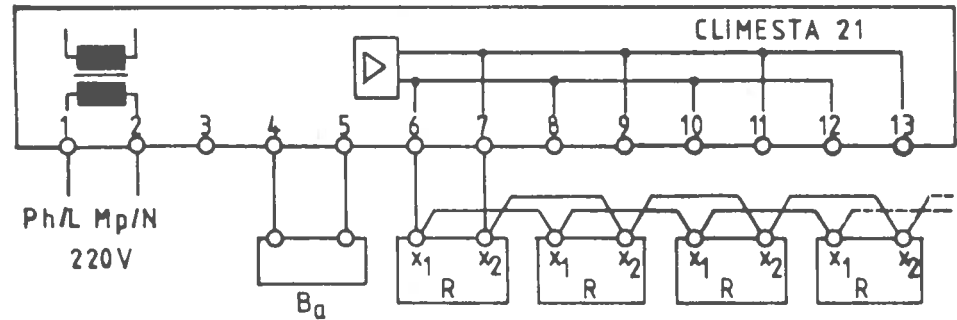 CLIMESTA 21
1 2 3 4 5 6 7 8 9 10 11 12 13
Ph/L Mp/N
220V
x1 x2 x1 x2 x1 x2 x1 x2
R R R R
Ba